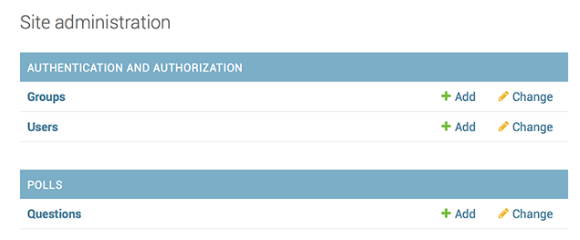 Site administration
AUTHENTICATION AND AUTHORIZATION
Groups Add Change
Users Add Change
POLLS
Questions Add Change